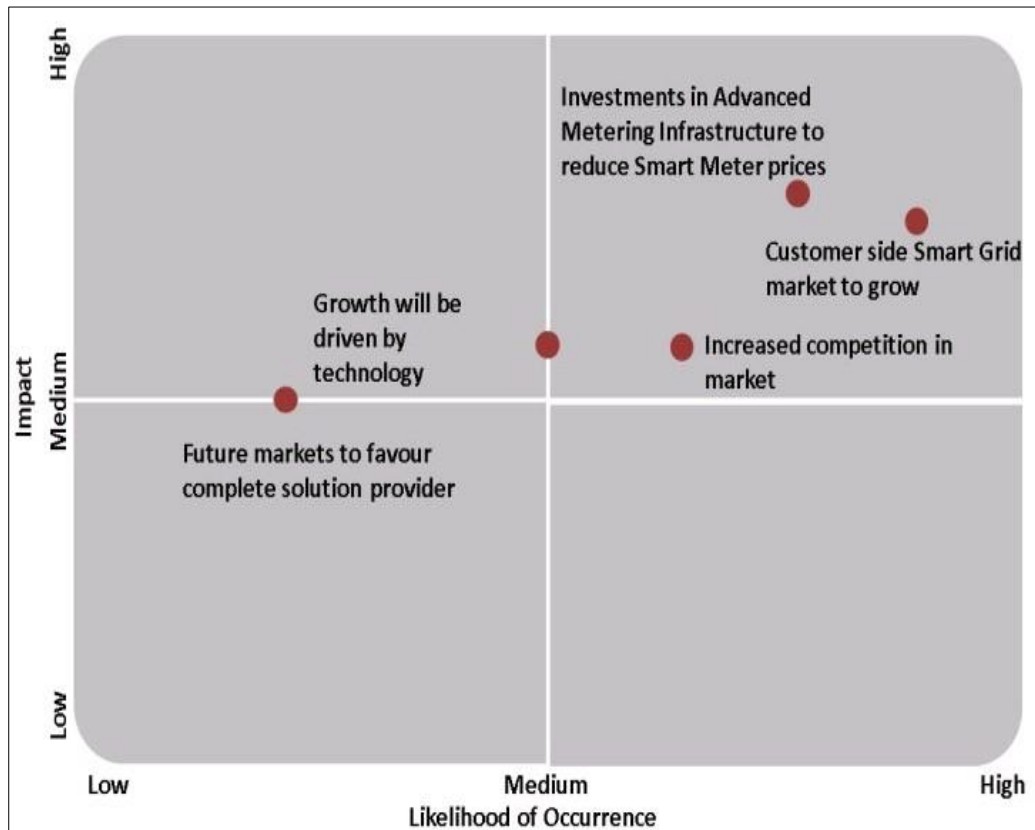 High
Investments in Advanced
Metering Infrastructure to
reduce Smart Meter prices
Customer side Smart Grid
market to grow
Growth will be
driven by
technology
Increased competition in
market
Impact
Medium
Future markets to favour
complete solution provider
Low
Low
Medium
High
Likelihood of Occurrence